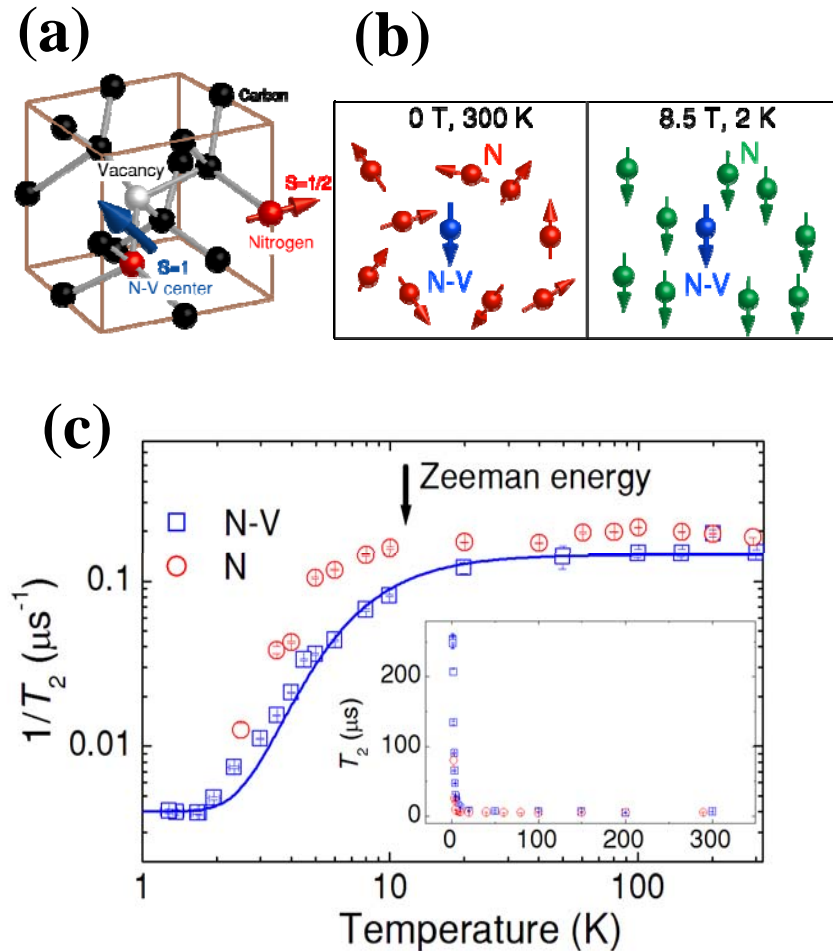 (a)
(b)
Carbon
Vacancy
S=1/2
Nitrogen
S=1
N-V center
0 T, 300 K
N
N-V
8.5 T, 2 K
N
N-V
(c)
Zeeman energy
N-V
N
1/T₂ (μs⁻¹)
0.1
0.01
T₂ (μs)
200
100
0
0 100 200 300
1 10 100
Temperature (K)